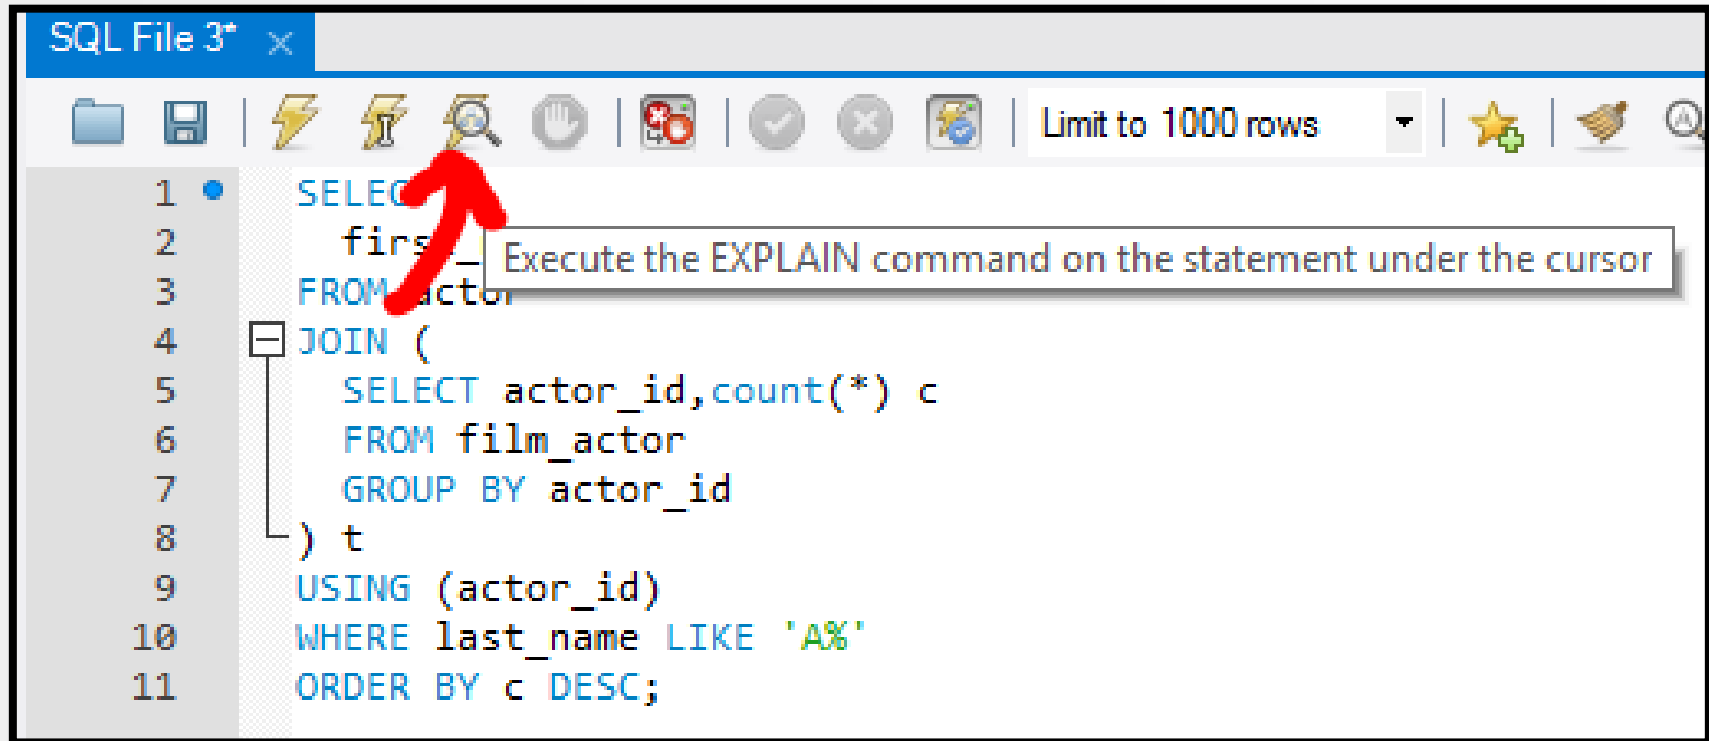 SQL File 3*
Limit to 1000 rows
1 SELEC
2 first_
Execute the EXPLAIN command on the statement under the cursor
3 FROM actor
4 JOIN (
5 SELECT actor_id,count(*) c
6 FROM film_actor
7 GROUP BY actor_id
8 ) t
9 USING (actor_id)
10 WHERE last_name LIKE 'A%'
11 ORDER BY c DESC;